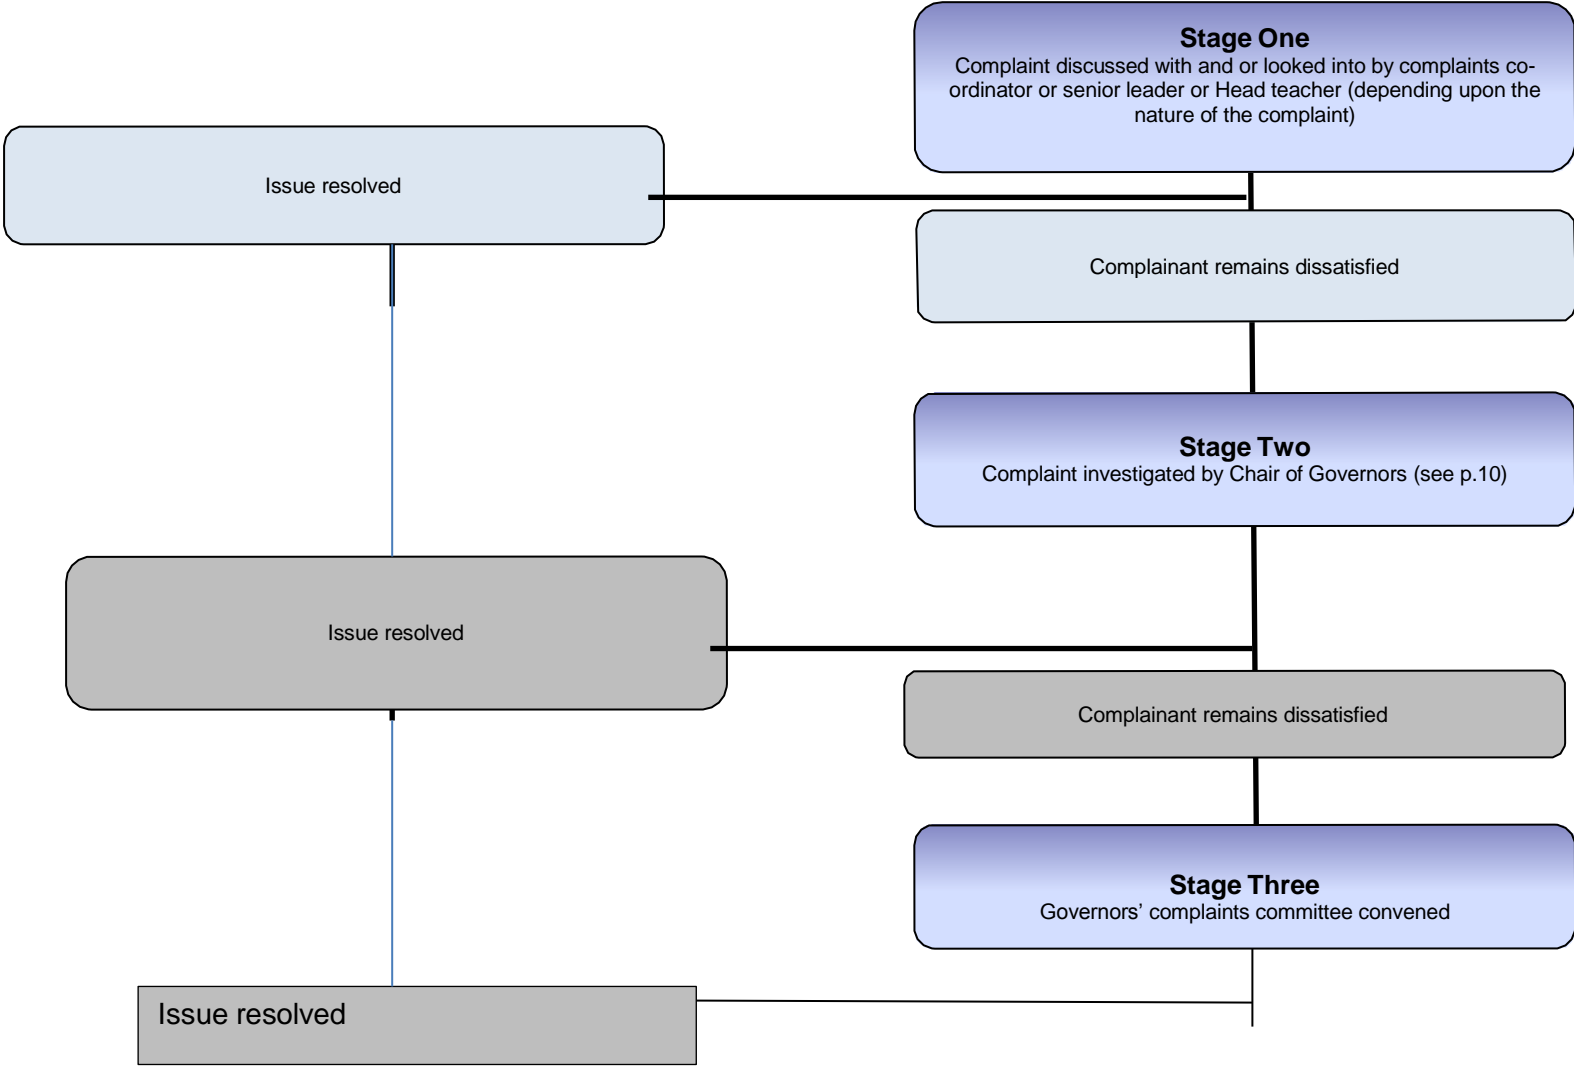 Stage One
Complaint discussed with and or looked into by complaints co-
ordinator or senior leader or Head teacher (depending upon the
nature of the complaint)
Issue resolved
Complainant remains dissatisfied
Stage Two
Complaint investigated by Chair of Governors (see p.10)
Issue resolved
Complainant remains dissatisfied
Stage Three
Governors’ complaints committee convened
Issue resolved